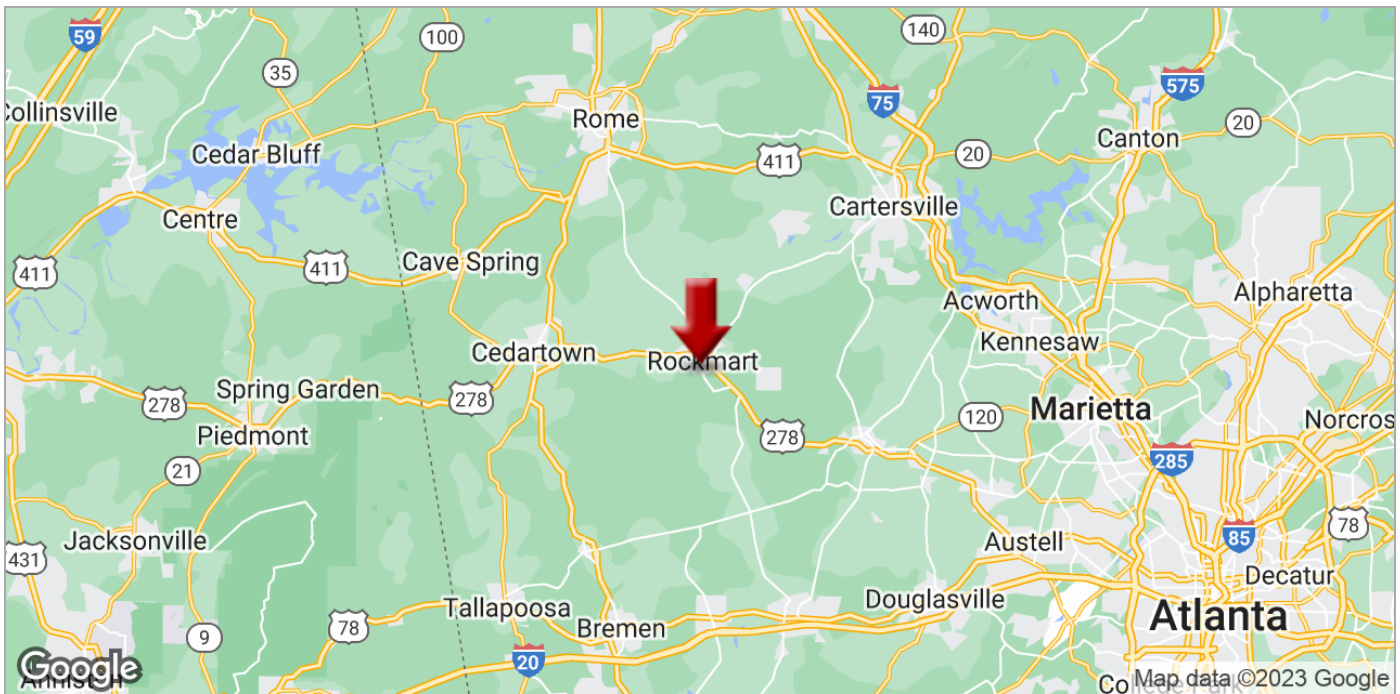 59
100
140
35
75
575
Collinsville
Rome
20
Canton
Cedar Bluff
411
20
Centre
Cartersville
411
411
Cave Spring
Acworth
Alpharetta
Kennesaw
Cedartown
Rockmart
278
Spring Garden
278
Marietta
120
Norcros
Piedmont
278
285
21
Jacksonville
Austell
85
78
431
Decatur
Tallapoosa
Douglasville
Atlanta
9
78
Bremen
20
Google
Map data ©2023 Google